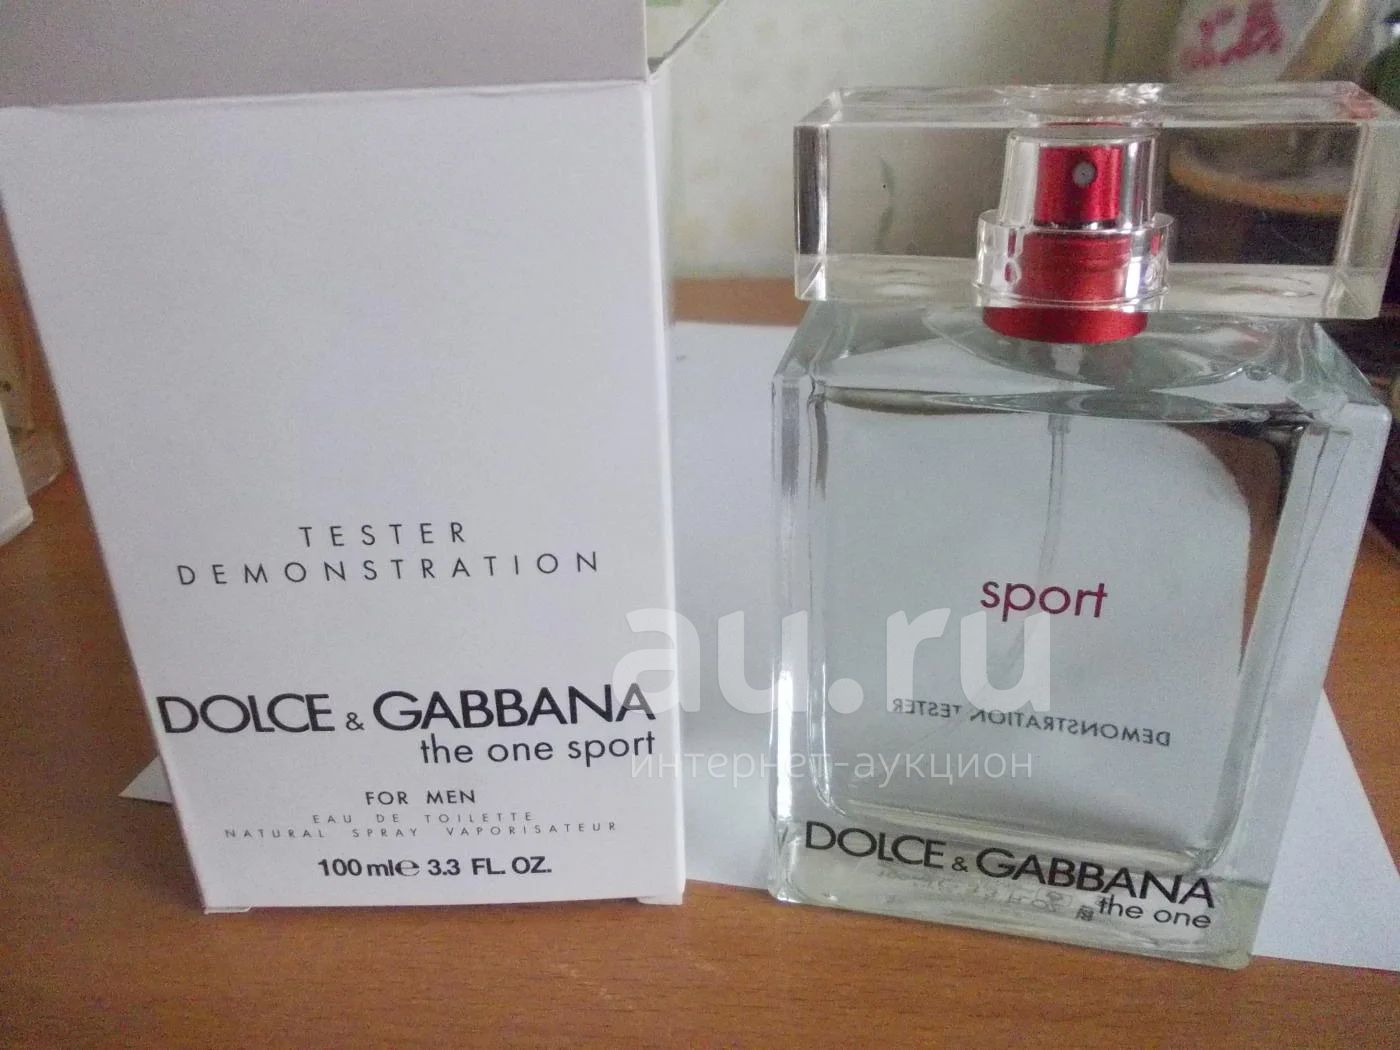 TESTER
DEMONSTRATION
DOLCE & GABBANA
the one sport
FOR MEN
EAU DE TOILETTE
NATURAL SPRAY VAPORISATEUR
100 ml℮ 3.3 FL. OZ.
sport
DEMONSTRATION TESTER
DOLCE & GABBANA
the one
au.ru
интернет-аукцион